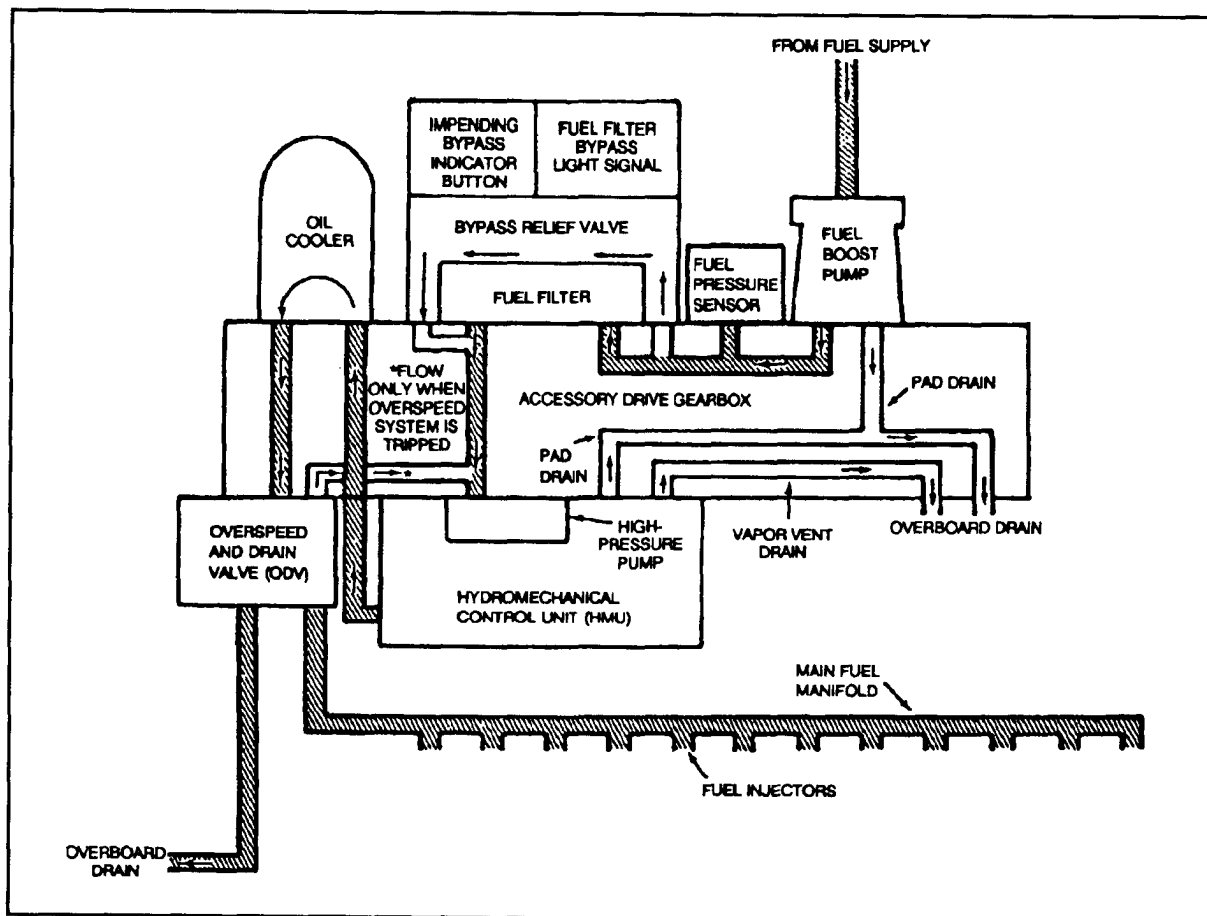 FROM FUEL SUPPLY
IMPENDING
BYPASS
INDICATOR
BUTTON
FUEL FILTER
BYPASS
LIGHT SIGNAL
OIL
COOLER
BYPASS RELIEF VALVE
FUEL FILTER
FUEL
PRESSURE
SENSOR
FUEL
BOOST
PUMP
*FLOW
ONLY WHEN
OVERSPEED
SYSTEM IS
TRIPPED
ACCESSORY DRIVE GEARBOX
PAD DRAIN
PAD
DRAIN
*
OVERSPEED
AND DRAIN
VALVE (ODV)
HIGH-
PRESSURE
PUMP
VAPOR VENT
DRAIN
OVERBOARD DRAIN
HYDROMECHANICAL
CONTROL UNIT (HMU)
MAIN FUEL
MANIFOLD
FUEL INJECTORS
OVERBOARD
DRAIN